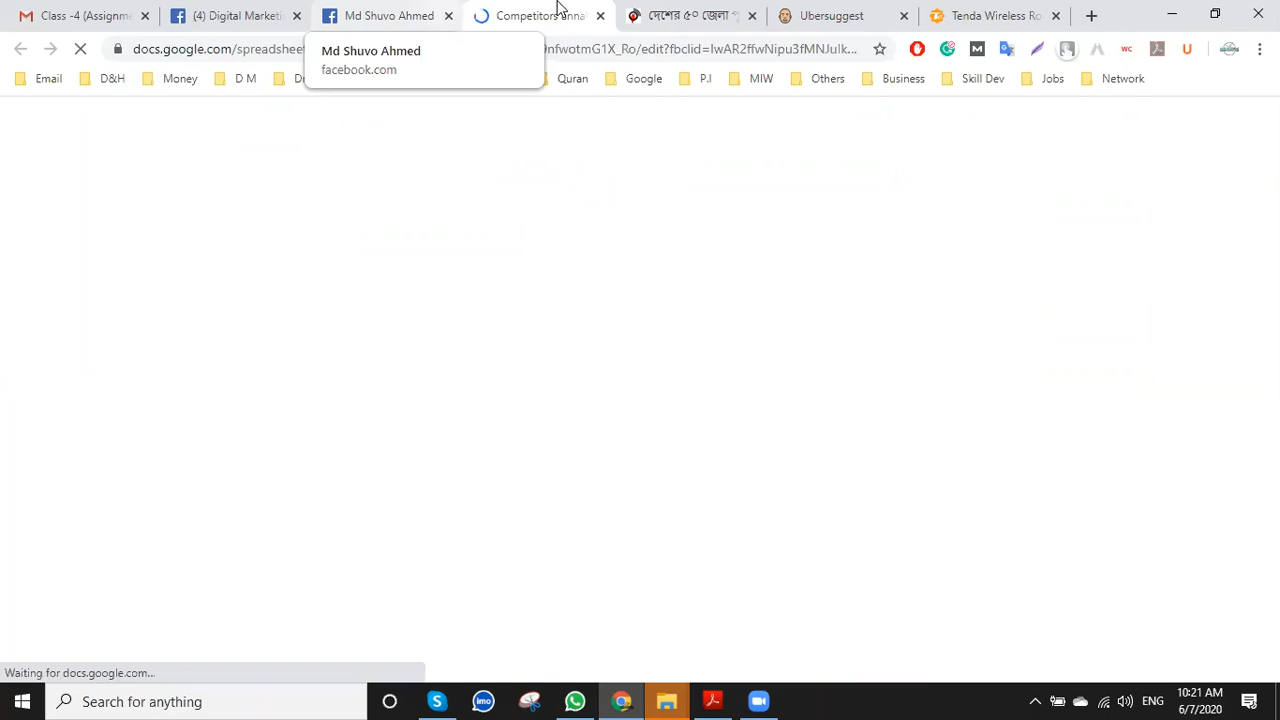 Class -4 (Assignm
(4) Digital Marketi
Md Shuvo Ahmed
Competitors
দেশের ৫০ জেলা
Ubersuggest
Tenda Wireless Ro
docs.google.com/spreadshee
nfwotmG1X_Ro/edit?fbclid=IwAR2ffwNipu3fMNJulk...
Md Shuvo Ahmed
facebook.com
Email
D&H
Money
D M
Quran
Google
P.I
MIW
Others
Business
Skill Dev
Jobs
Network
Waiting for docs.google.com...
Search for anything
ENG
10:21 AM
6/7/2020